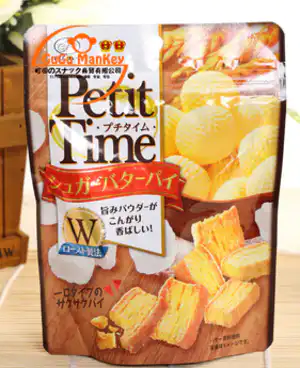 CuCu Mankey
Petit
・プチタイム・
Time
シュガーバターパイ
W
ロースト製法
旨みパウダーが
こんがり
香ばしい!
一口タイプの
サクサクパイ